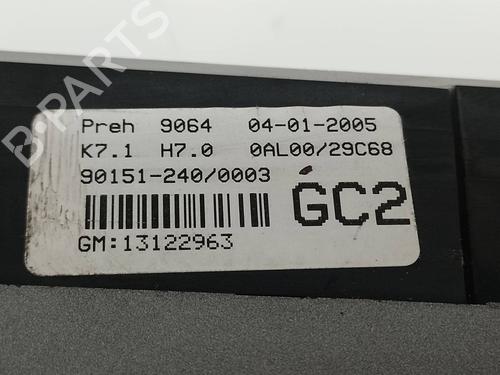 Preh 9064 04-01-2005
K7.1 H7.0 0AL00/29C68
90151-240/0003
GC2
GM:13122963
B-PARTS